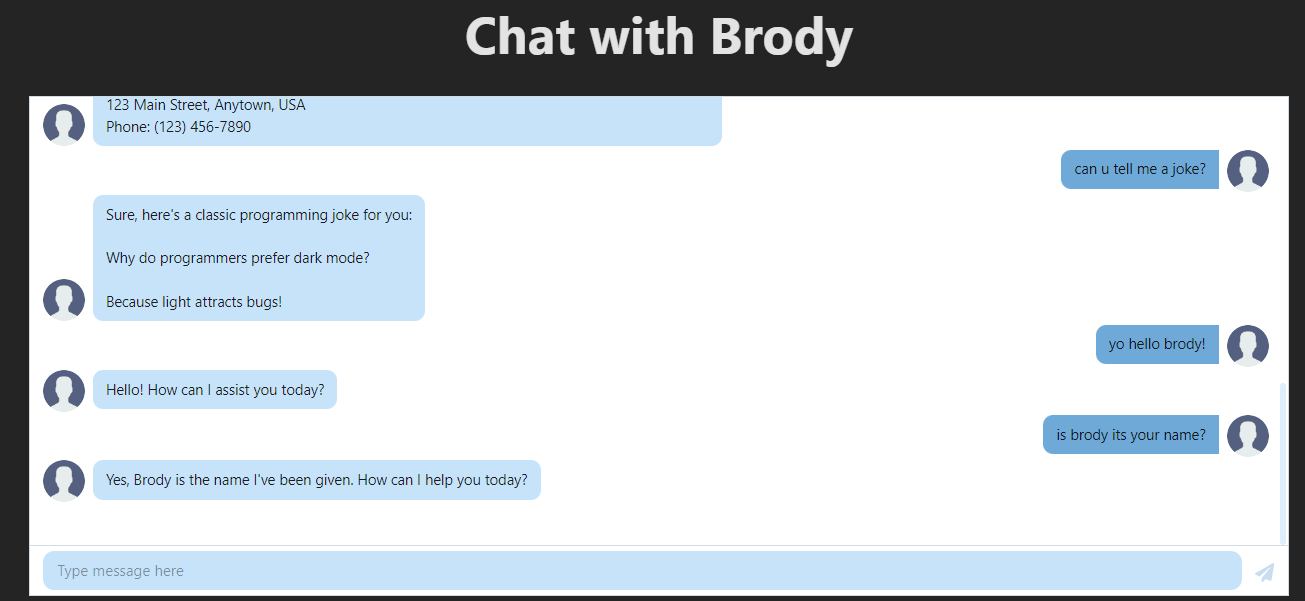 Chat with Brody
123 Main Street, Anytown, USA
Phone: (123) 456-7890
can u tell me a joke?
Sure, here's a classic programming joke for you:
Why do programmers prefer dark mode?
Because light attracts bugs!
yo hello brody!
Hello! How can I assist you today?
is brody its your name?
Yes, Brody is the name I've been given. How can I help you today?
Type message here